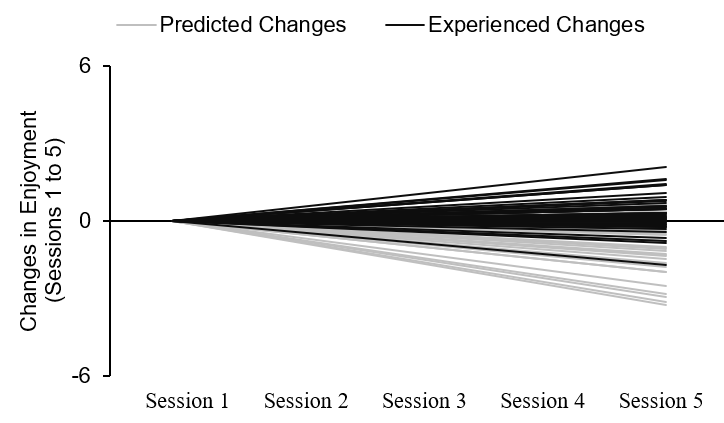 Predicted Changes Experienced Changes
6
0
-6
Changes in Enjoyment
(Sessions 1 to 5)
Session 1 Session 2 Session 3 Session 4 Session 5